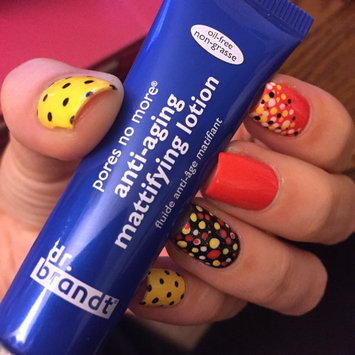 oil-free
non-grasse
pores no more®
anti-aging
mattifying lotion
fluide anti-âge matifiant
dr.
brandt®